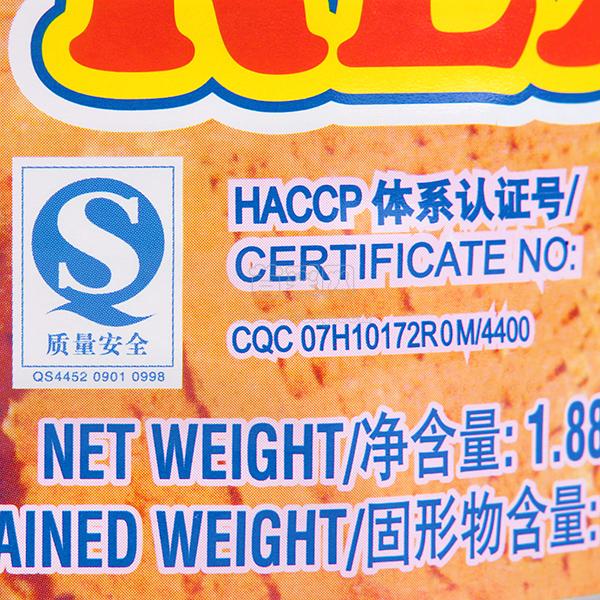 HACCP 体系认证号/
CERTIFICATE NO:
CQC 07H10172R0M/4400
质量安全
QS4452 0901 0998
NET WEIGHT/净含量: 1.88
AINED WEIGHT/固形物含量: